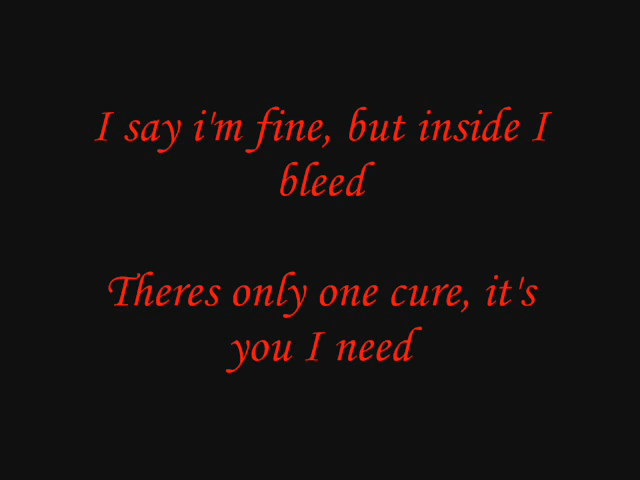 I say i'm fine, but inside I
bleed
Theres only one cure, it's
you I need